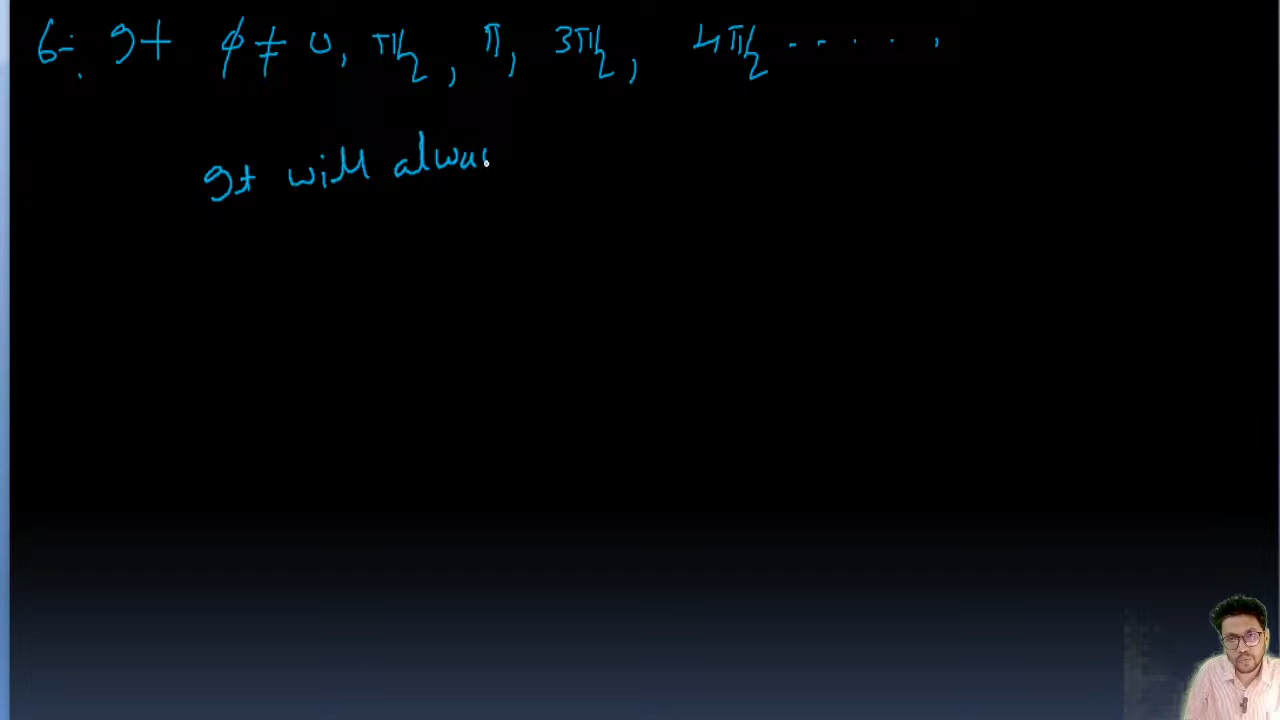 6:- If φ ≠ 0, π/2, π, 3π/2, 4π/2 ......
It will alwa